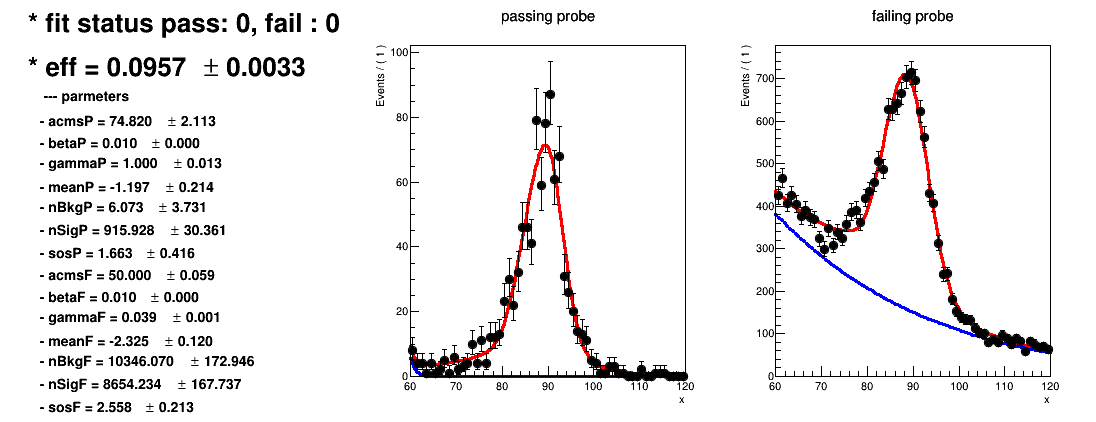 * fit status pass: 0, fail : 0
* eff = 0.0957 ± 0.0033
--- parmeters
- acmsP = 74.820 ± 2.113
- betaP = 0.010 ± 0.000
- gammaP = 1.000 ± 0.013
- meanP = -1.197 ± 0.214
- nBkgP = 6.073 ± 3.731
- nSigP = 915.928 ± 30.361
- sosP = 1.663 ± 0.416
- acmsF = 50.000 ± 0.059
- betaF = 0.010 ± 0.000
- gammaF = 0.039 ± 0.001
- meanF = -2.325 ± 0.120
- nBkgF = 10346.070 ± 172.946
- nSigF = 8654.234 ± 167.737
- sosF = 2.558 ± 0.213
passing probe
Events / ( 1 )
100
80
60
40
20
0
60 70 80 90 100 110 120
x
failing probe
Events / ( 1 )
700
600
500
400
300
200
100
0
60 70 80 90 100 110 120
x